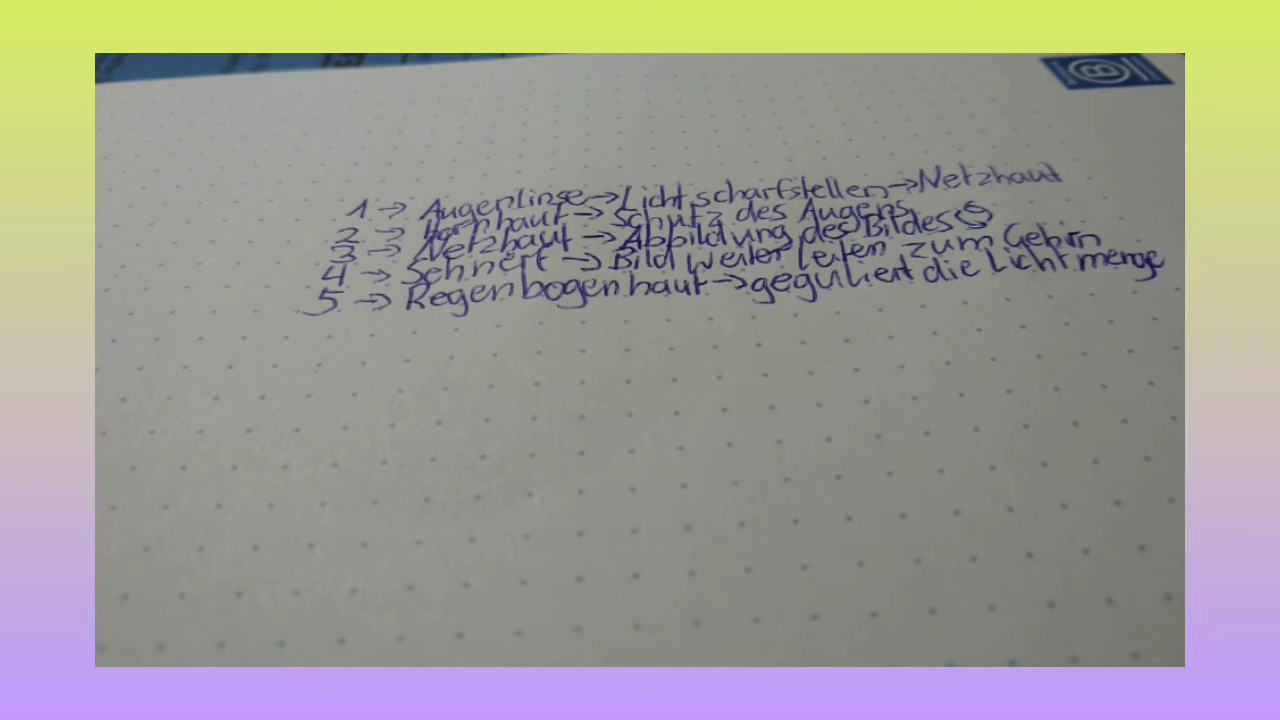 1 → Augenlinse → Licht scharfstellen → Netzhaut
2 → Hornhaut → Schutz des Augens
3 → Netzhaut → Abbildung des Bildes
4 → Sehnert → Bild weiter leiten zum Gehirn
5 → Regenbogenhaut → geguliert die Lichtmenge